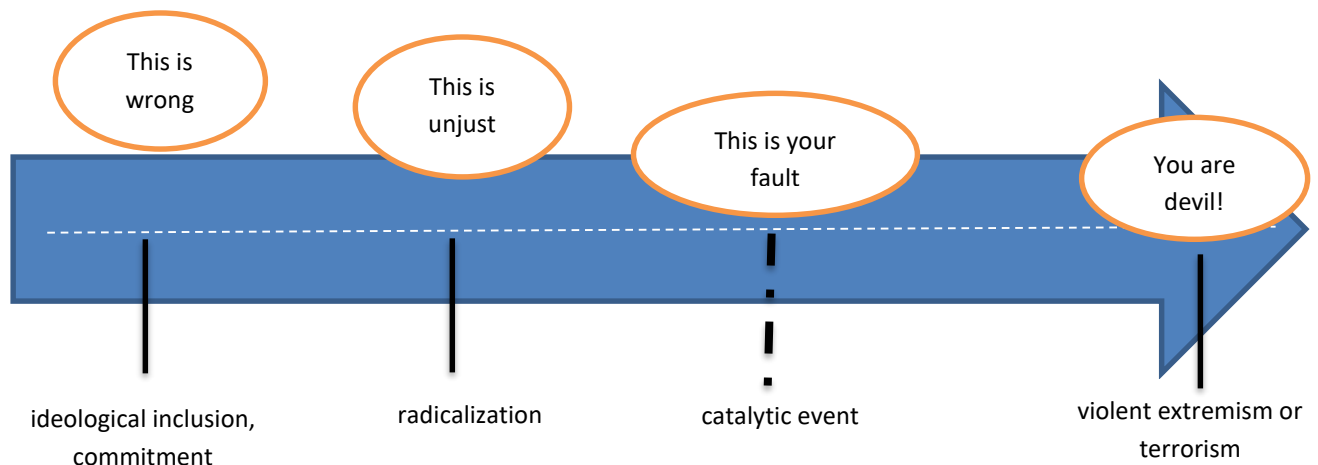 This is
wrong
This is
unjust
This is your
fault
You are
devil!
ideological inclusion,
commitment
radicalization
catalytic event
violent extremism or
terrorism